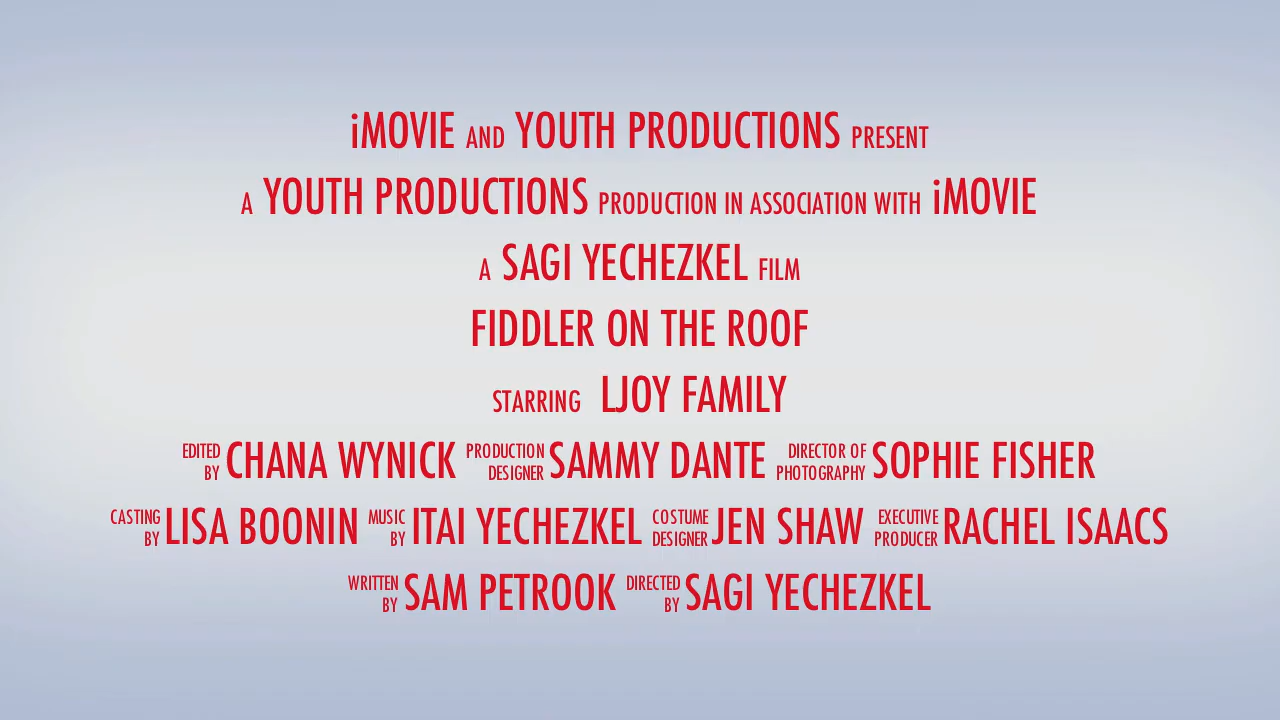 iMOVIE AND YOUTH PRODUCTIONS PRESENT
A YOUTH PRODUCTIONS PRODUCTION IN ASSOCIATION WITH iMOVIE
A SAGI YECHEZKEL FILM
FIDDLER ON THE ROOF
STARRING LJOY FAMILY
EDITED BY CHANA WYNICK PRODUCTION DESIGNER SAMMY DANTE DIRECTOR OF PHOTOGRAPHY SOPHIE FISHER
CASTING BY LISA BOONIN MUSIC BY ITAI YECHEZKEL COSTUME DESIGNER JEN SHAW EXECUTIVE PRODUCER RACHEL ISAACS
WRITTEN BY SAM PETROOK DIRECTED BY SAGI YECHEZKEL